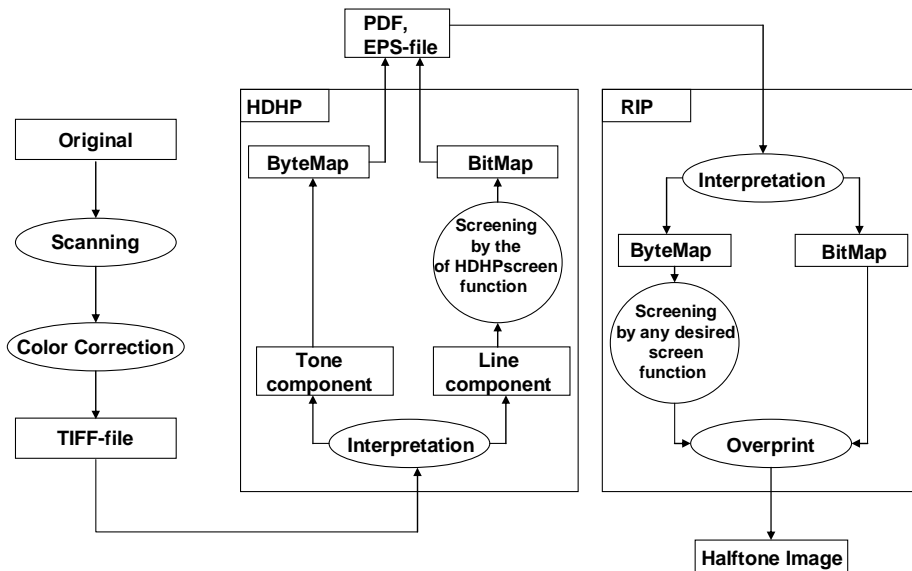 PDF,
EPS-file
Original
Scanning
Color Correction
TIFF-file
HDHP
ByteMap
BitMap
Screening
by the
of HDHPscreen
function
Tone
component
Line
component
Interpretation
RIP
Interpretation
ByteMap
BitMap
Screening
by any desired
screen
function
Overprint
Halftone Image